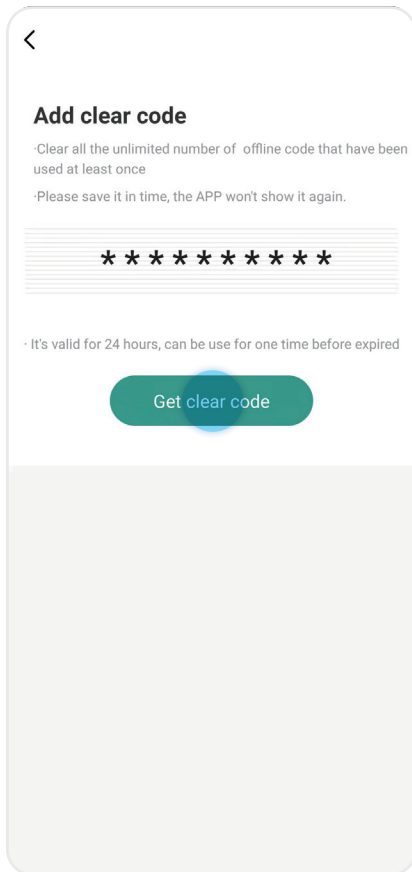 Add clear code
·Clear all the unlimited number of offline code that have been
used at least once
·Please save it in time, the APP won't show it again.
**********
· It's valid for 24 hours, can be use for one time before expired
Get clear code